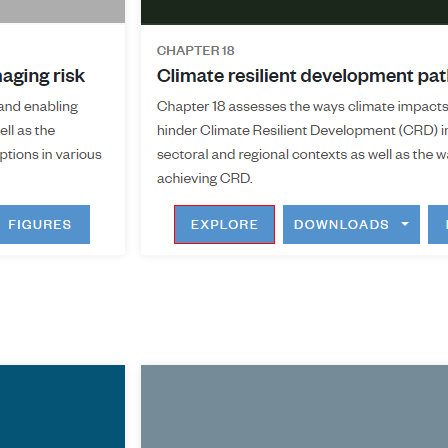 aging risk
and enabling
ell as the
ptions in various
FIGURES
CHAPTER 18
Climate resilient development pat
Chapter 18 assesses the ways climate impacts
hinder Climate Resilient Development (CRD) i
sectoral and regional contexts as well as the w
achieving CRD.
EXPLORE
DOWNLOADS